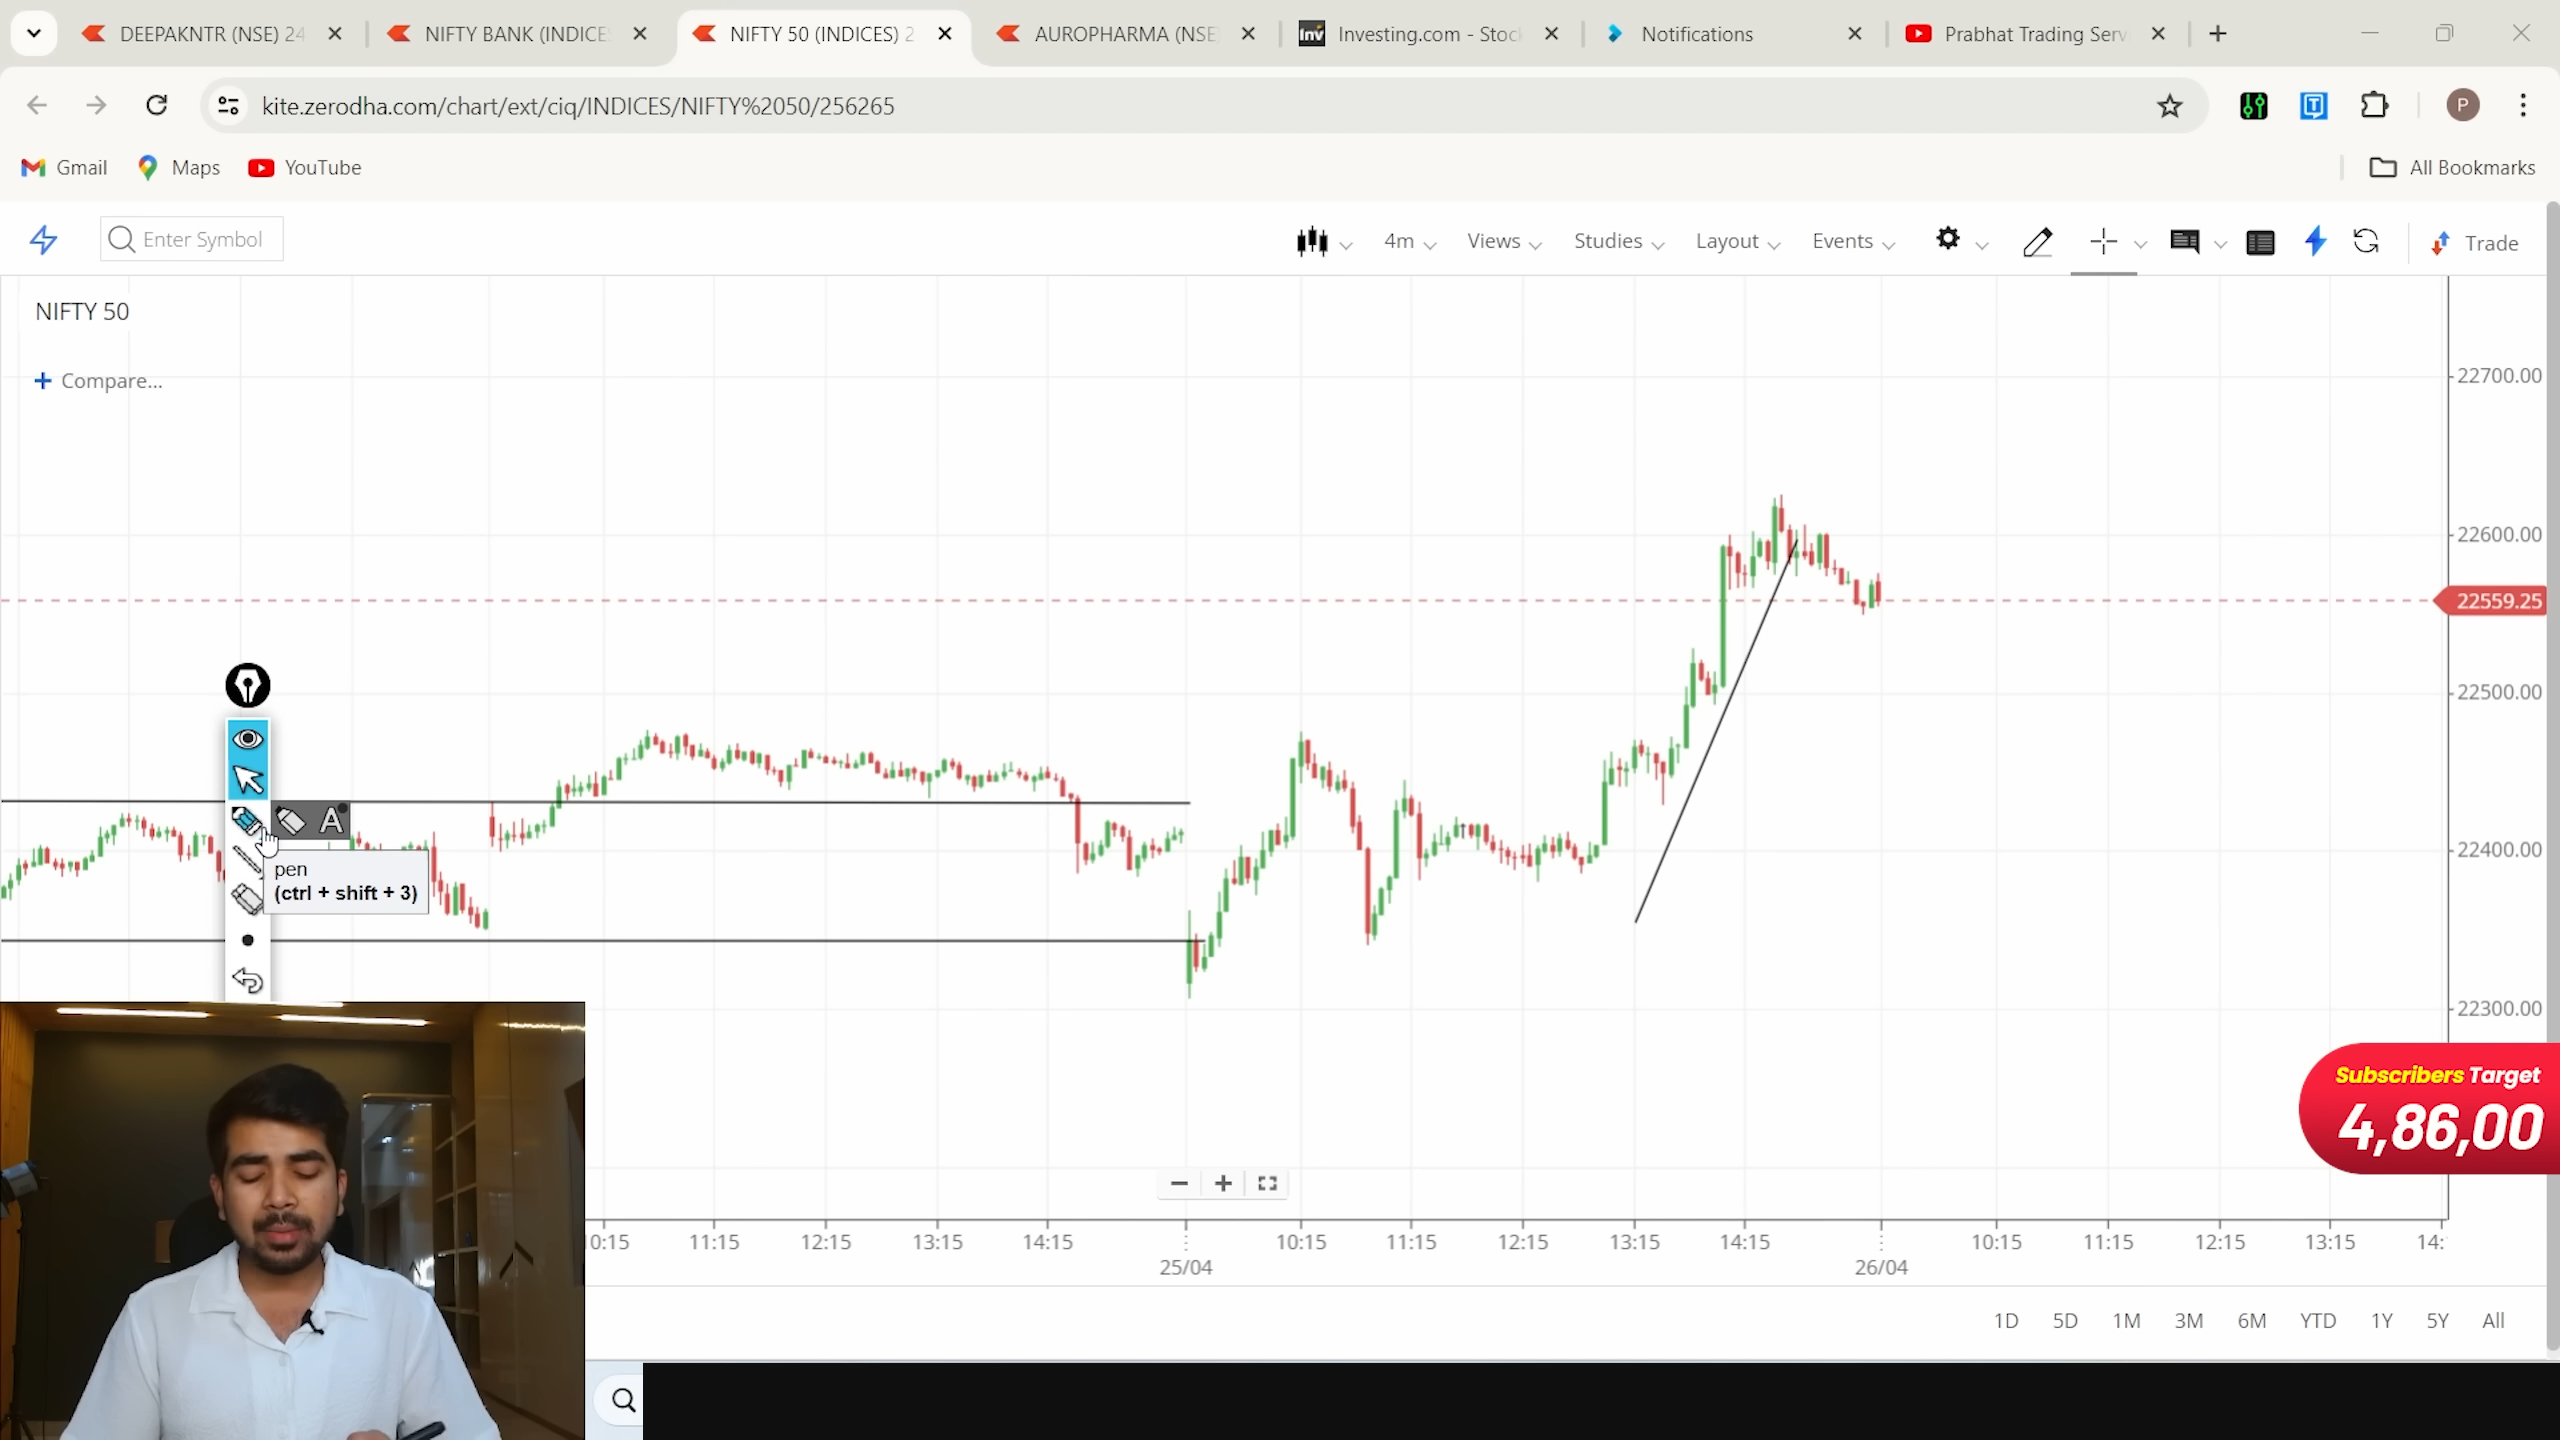 DEEPAKNTR (NSE) 24
NIFTY BANK (INDICES
NIFTY 50 (INDICES) 2
AUROPHARMA (NSE)
Investing.com - Stoc
Notifications
Prabhat Trading Serv
kite.zerodha.com/chart/ext/ciq/INDICES/NIFTY%2050/256265
P
Gmail
Maps
YouTube
All Bookmarks
Enter Symbol
4m
Views
Studies
Layout
Events
Trade
NIFTY 50
+ Compare...
22700.00
22600.00
22559.25
22500.00
22400.00
22300.00
A
pen
(ctrl + shift + 3)
Subscribers Target
4,86,00
0:15
11:15
12:15
13:15
14:15
10:15
11:15
12:15
13:15
14:15
10:15
11:15
12:15
13:15
14:
25/04
26/04
1D
5D
1M
3M
6M
YTD
1Y
5Y
All